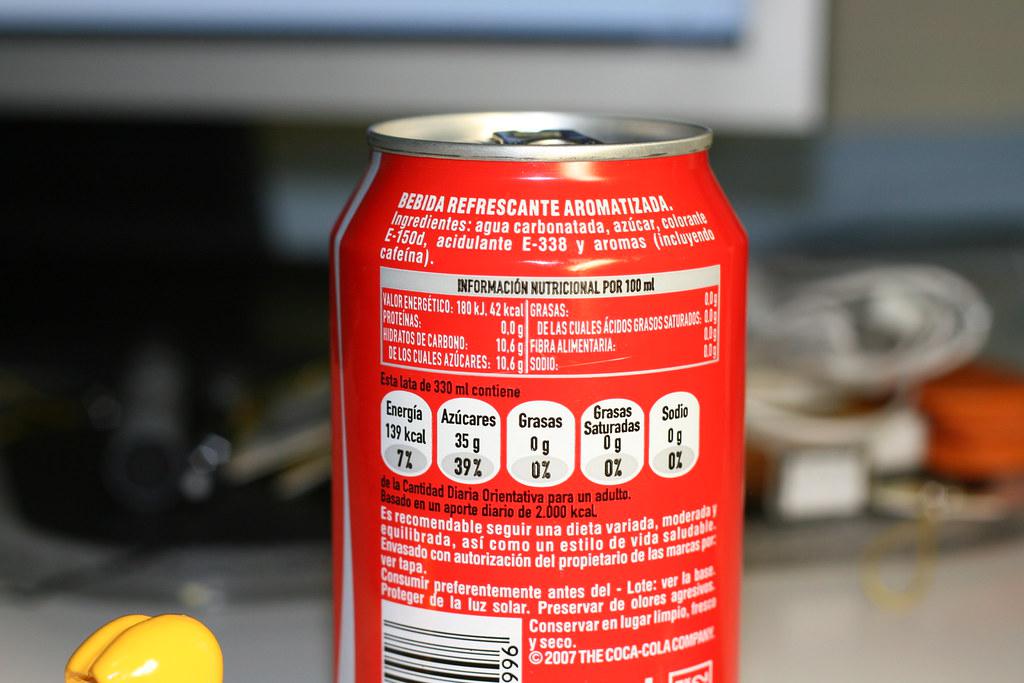 BEBIDA REFRESCANTE AROMATIZADA.
Ingredientes: agua carbonatada, azúcar, colorante
E-150d, acidulante E-338 y aromas (incluyendo
cafeína).
INFORMACIÓN NUTRICIONAL POR 100 ml
VALOR ENERGÉTICO: 180 kJ, 42 kcal
PROTEÍNAS: 0,0 g
HIDRATOS DE CARBONO: 10,6 g
DE LOS CUALES AZÚCARES: 10,6 g
GRASAS: 0,0 g
DE LAS CUALES ÁCIDOS GRASOS SATURADOS: 0,0 g
FIBRA ALIMENTARIA: 0,0 g
SODIO: 0,0 g
Esta lata de 330 ml contiene
Energía
139 kcal
7%
Azúcares
35 g
39%
Grasas
0 g
0%
Grasas
Saturadas
0 g
0%
Sodio
0 g
0%
de la Cantidad Diaria Orientativa para un adulto.
Basado en un aporte diario de 2.000 kcal.
Es recomendable seguir una dieta variada, moderada y
equilibrada, así como un estilo de vida saludable.
Envasado con autorización del propietario de las marcas por:
ver tapa.
Consumir preferentemente antes del - Lote: ver la base.
Proteger de la luz solar. Preservar de olores agresivos.
Conservar en lugar limpio, fresco
y seco.
© 2007 THE COCA-COLA COMPANY.